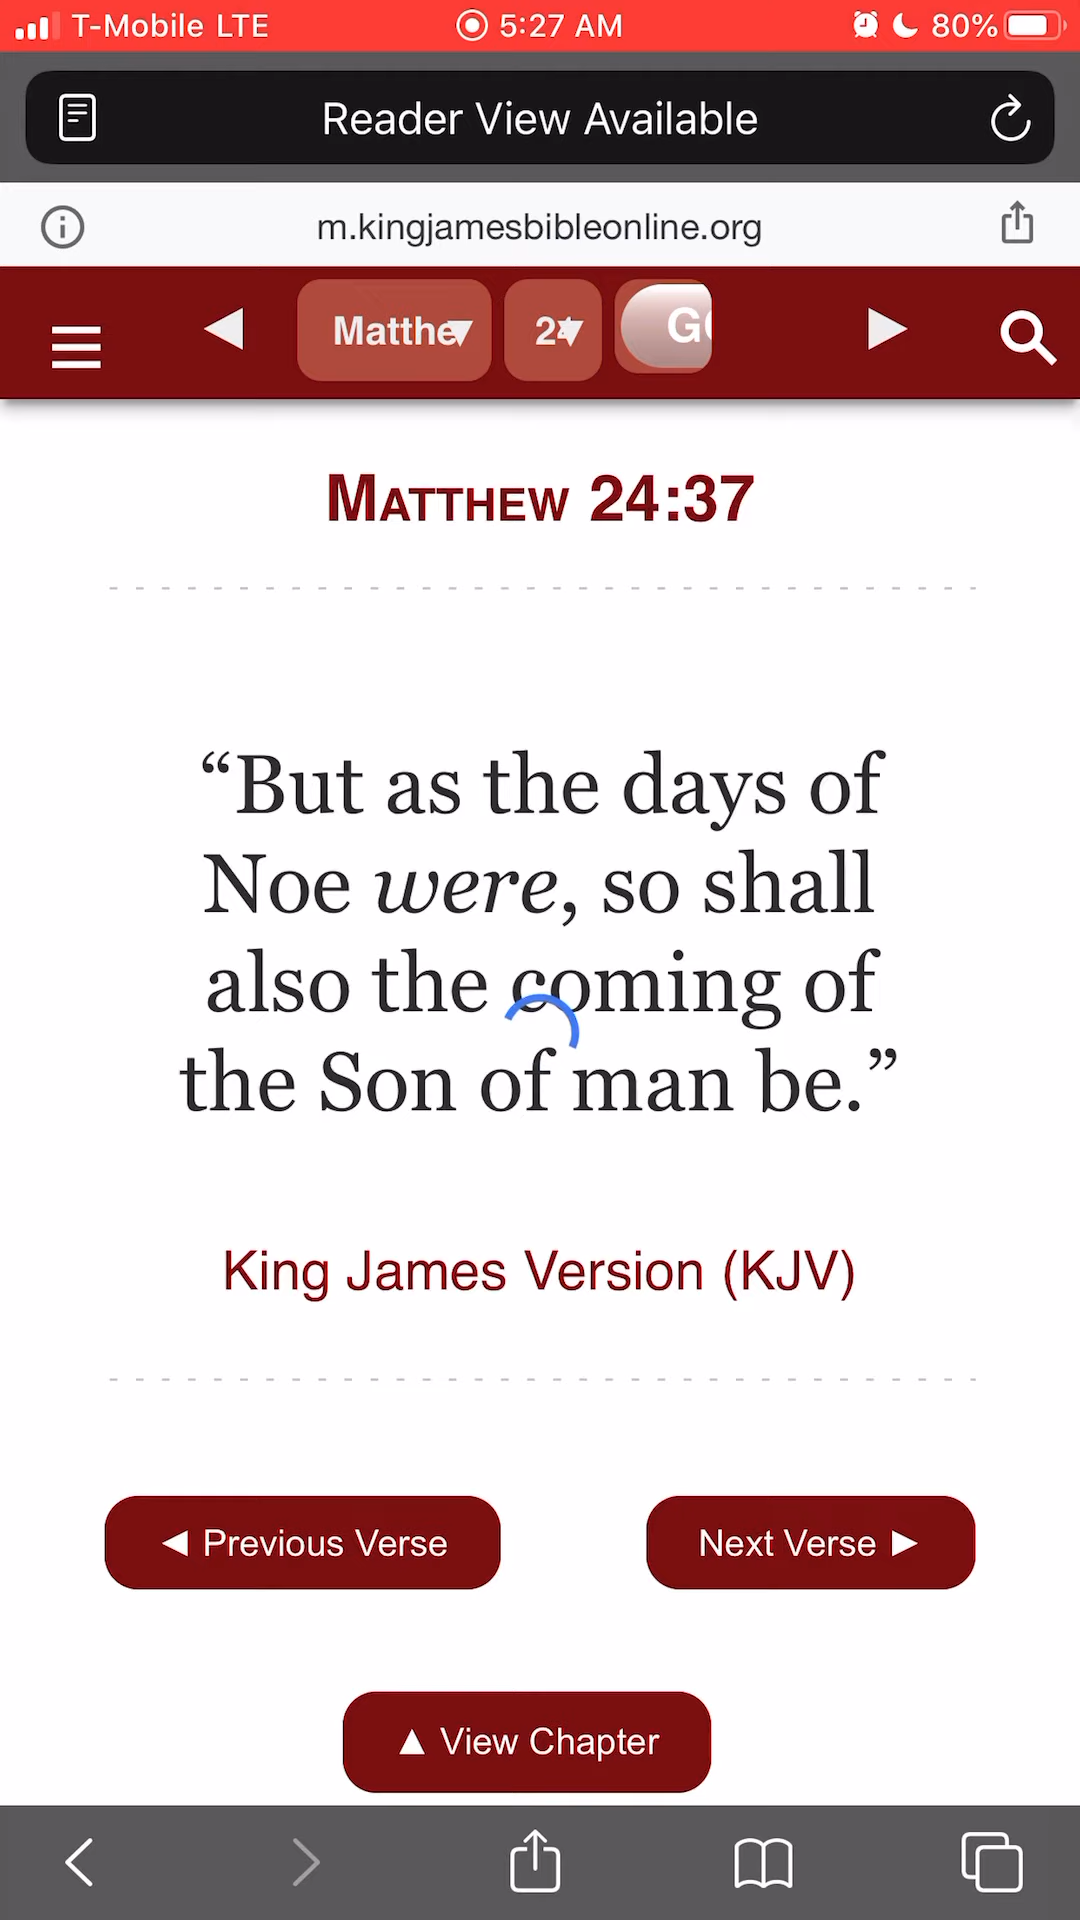 T-Mobile LTE 5:27 AM 80%
Reader View Available
m.kingjamesbibleonline.org
Matthe 24 G
MATTHEW 24:37
“But as the days of
Noe were, so shall
also the coming of
the Son of man be.”
King James Version (KJV)
◀ Previous Verse Next Verse ▶
▲ View Chapter